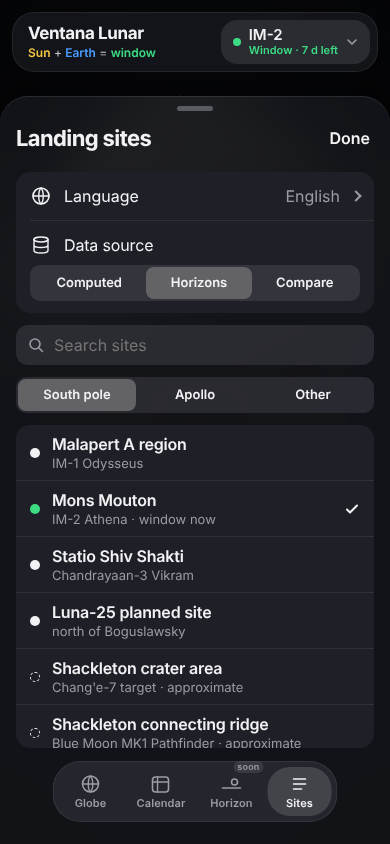 Ventana Lunar
Sun + Earth = window
IM-2
Window · 7 d left
Landing sites
Done
Language
English
Data source
Computed
Horizons
Compare
Search sites
South pole
Apollo
Other
Malapert A region
IM-1 Odysseus
Mons Mouton
IM-2 Athena · window now
Statio Shiv Shakti
Chandrayaan-3 Vikram
Luna-25 planned site
north of Boguslawsky
Shackleton crater area
Chang'e-7 target · approximate
Shackleton connecting ridge
Blue Moon MK1 Pathfinder · approximate
soon
Globe
Calendar
Horizon
Sites